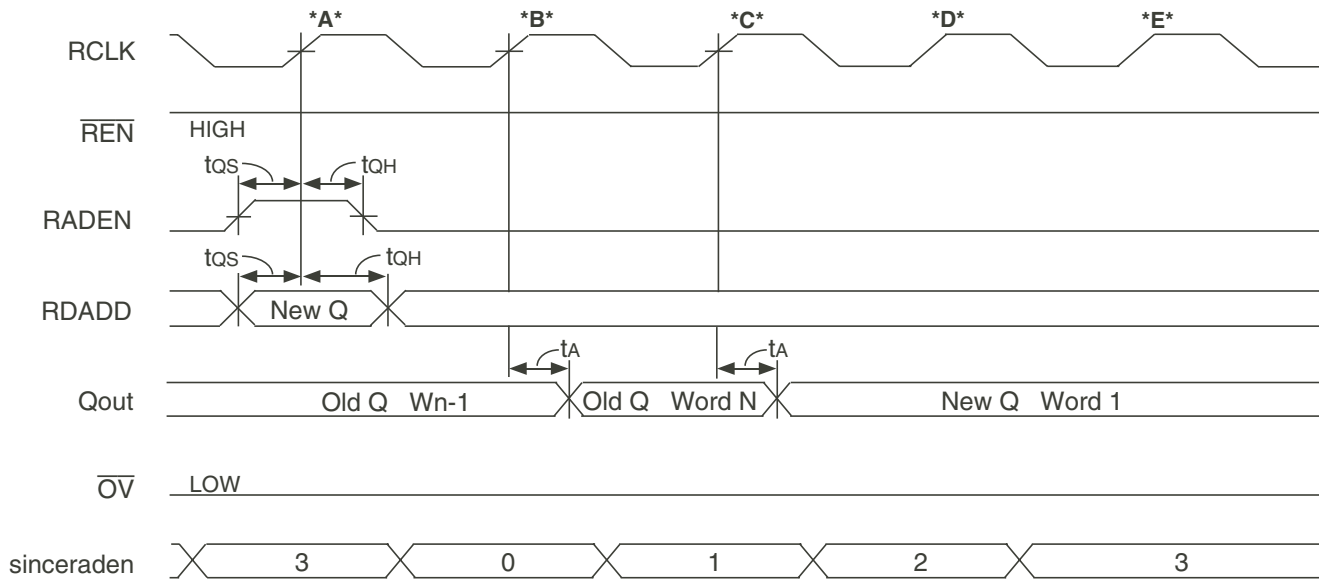 *A* *B* *C* *D* *E*
RCLK
REN HIGH
tQS tQH
RADEN
tQS tQH
RDADD New Q
tA tA
Qout Old Q Wn-1 Old Q Word N New Q Word 1
OV LOW
sinceraden 3 0 1 2 3